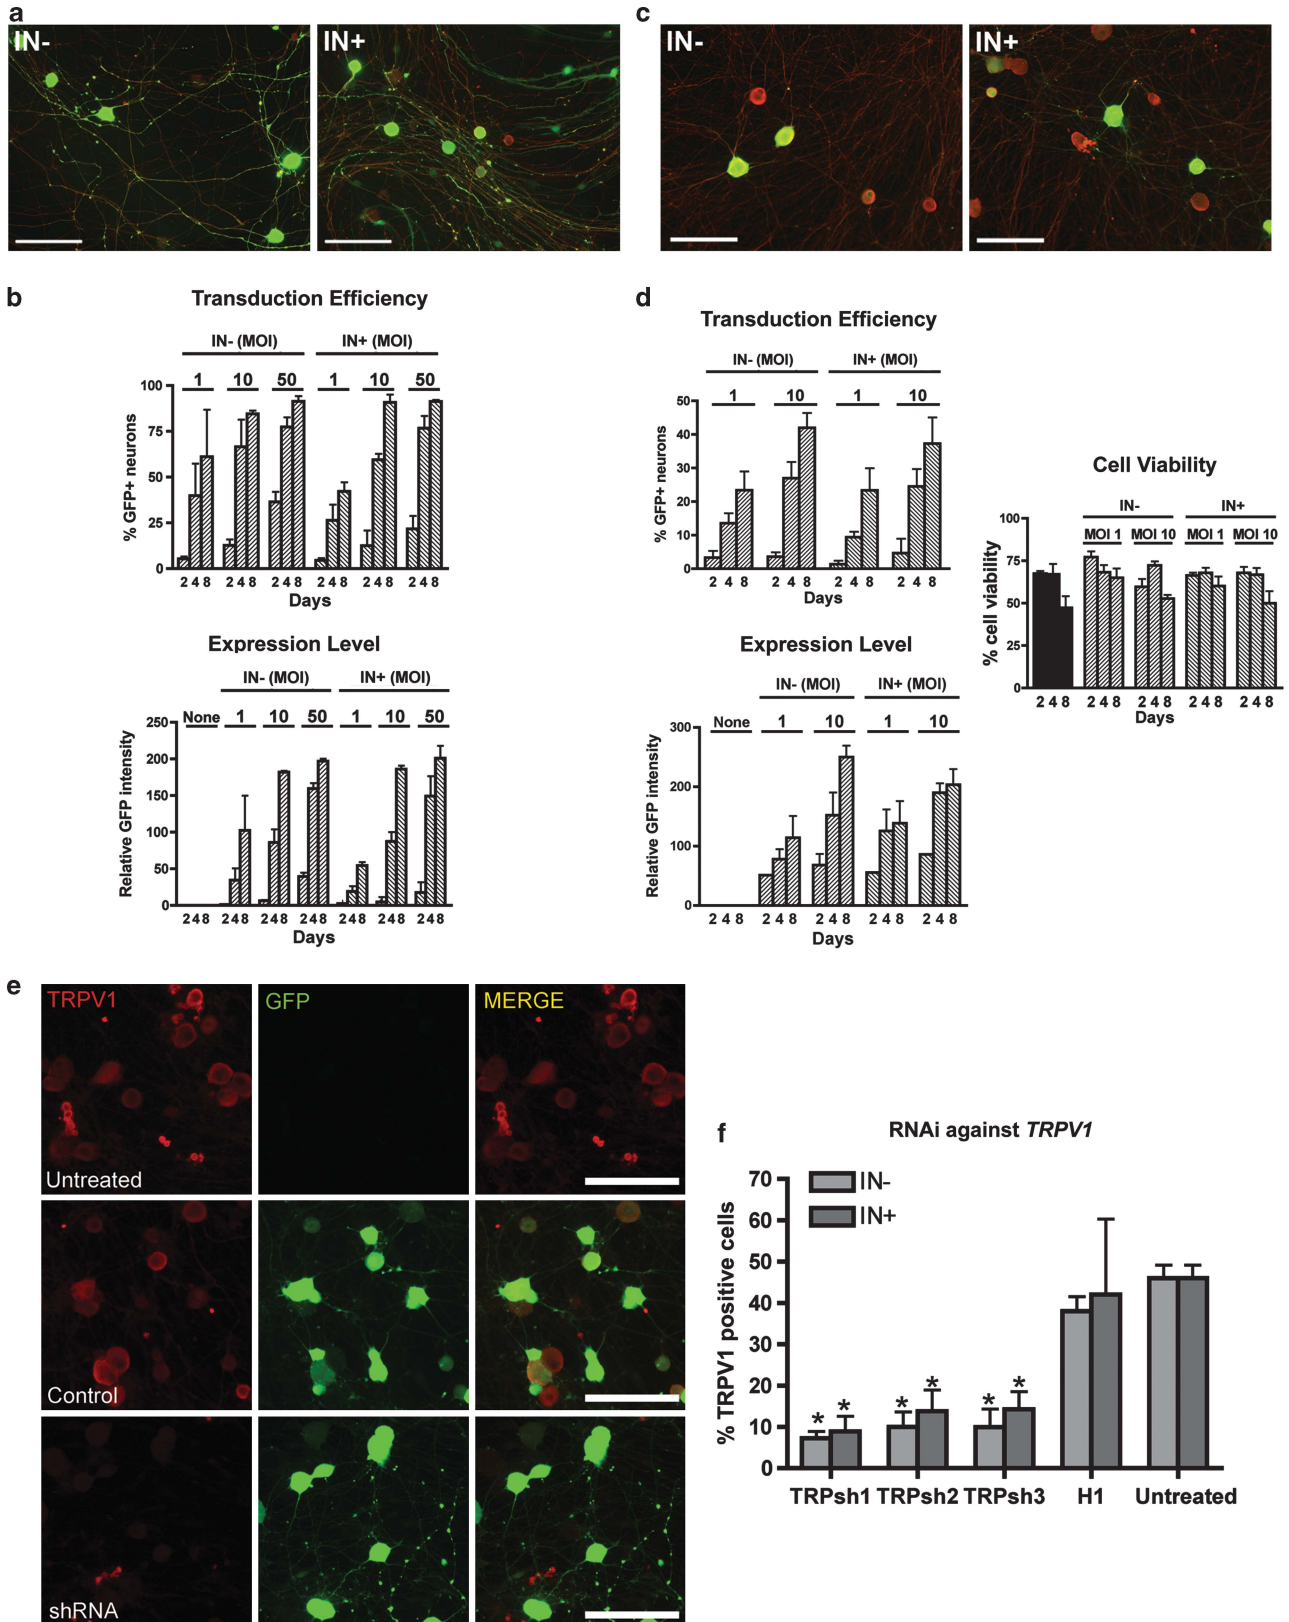 a
IN-
IN+
c
IN-
IN+
b
Transduction Efficiency
IN- (MOI) IN+ (MOI)
1 10 50 1 10 50
% GFP+ neurons
100
75
50
25
0
2 4 8 2 4 8 2 4 8 2 4 8 2 4 8 2 4 8
Days
Expression Level
IN- (MOI) IN+ (MOI)
None 1 10 50 1 10 50
Relative GFP intensity
250
200
150
100
50
0
2 4 8 2 4 8 2 4 8 2 4 8 2 4 8 2 4 8 2 4 8
Days
d
Transduction Efficiency
IN- (MOI) IN+ (MOI)
1 10 1 10
% GFP+ neurons
50
40
30
20
10
0
2 4 8 2 4 8 2 4 8 2 4 8
Days
Cell Viability
IN- IN+
MOI 1 MOI 10 MOI 1 MOI 10
% cell viability
100
75
50
25
0
2 4 8 2 4 8 2 4 8 2 4 8 2 4 8
Days
Expression Level
IN- (MOI) IN+ (MOI)
None 1 10 1 10
Relative GFP intensity
300
200
100
0
2 4 8 2 4 8 2 4 8 2 4 8 2 4 8
Days
e
TRPV1
GFP
MERGE
Untreated
Control
shRNA
f
RNAi against TRPV1
IN-
IN+
% TRPV1 positive cells
70
60
50
40
30
20
10
0
* * * * * *
TRPsh1 TRPsh2 TRPsh3 H1 Untreated